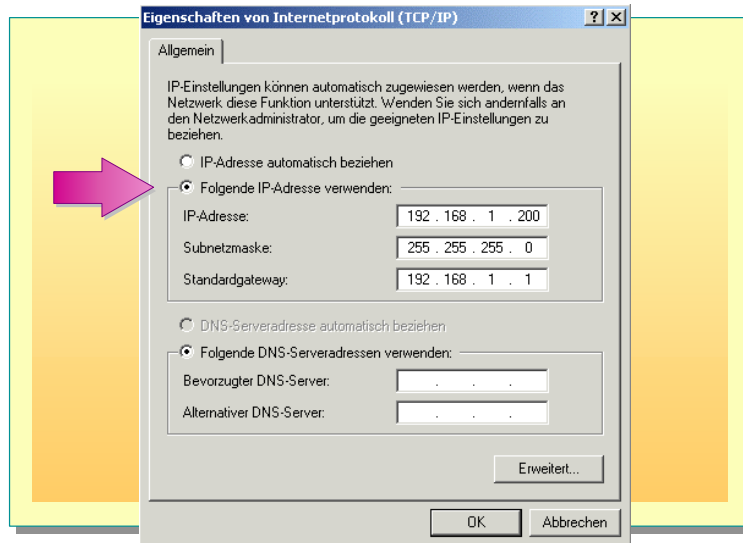 Eigenschaften von Internetprotokoll (TCP/IP)
Allgemein
IP-Einstellungen können automatisch zugewiesen werden, wenn das
Netzwerk diese Funktion unterstützt. Wenden Sie sich andernfalls an
den Netzwerkadministrator, um die geeigneten IP-Einstellungen zu
beziehen.
IP-Adresse automatisch beziehen
Folgende IP-Adresse verwenden:
IP-Adresse: 192 . 168 . 1 . 200
Subnetzmaske: 255 . 255 . 255 . 0
Standardgateway: 192 . 168 . 1 . 1
DNS-Serveradresse automatisch beziehen
Folgende DNS-Serveradressen verwenden:
Bevorzugter DNS-Server: . . .
Alternativer DNS-Server: . . .
Erweitert...
OK Abbrechen